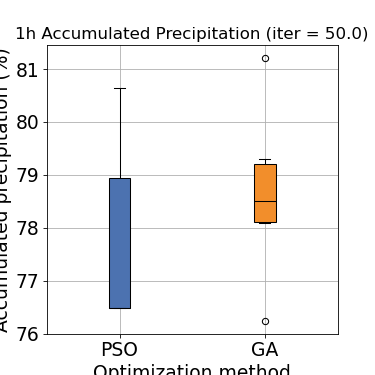 1h Accumulated Precipitation (iter = 50.0)
Accumulated precipitation (%)
81
80
79
78
77
76
PSO GA
Optimization method